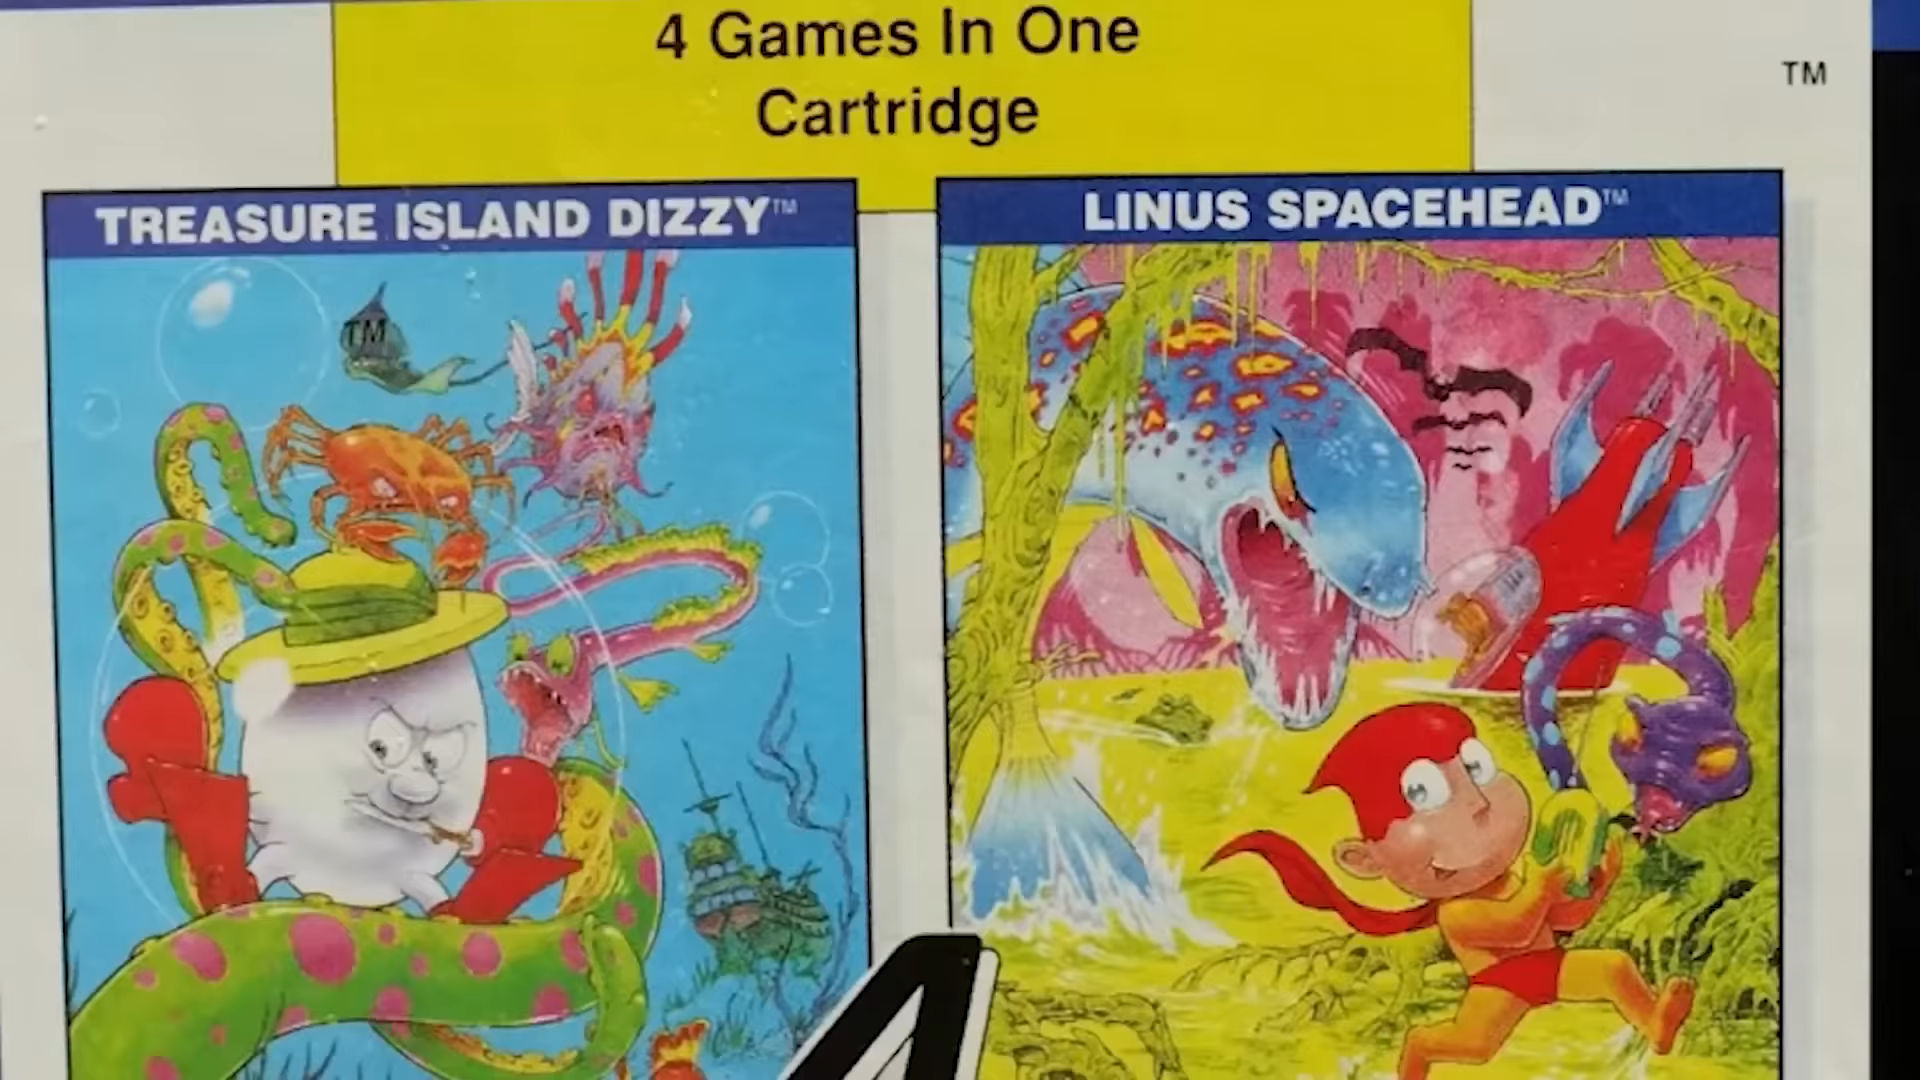 4 Games In One
Cartridge
TM
TREASURE ISLAND DIZZY™
LINUS SPACEHEAD™
TM
4